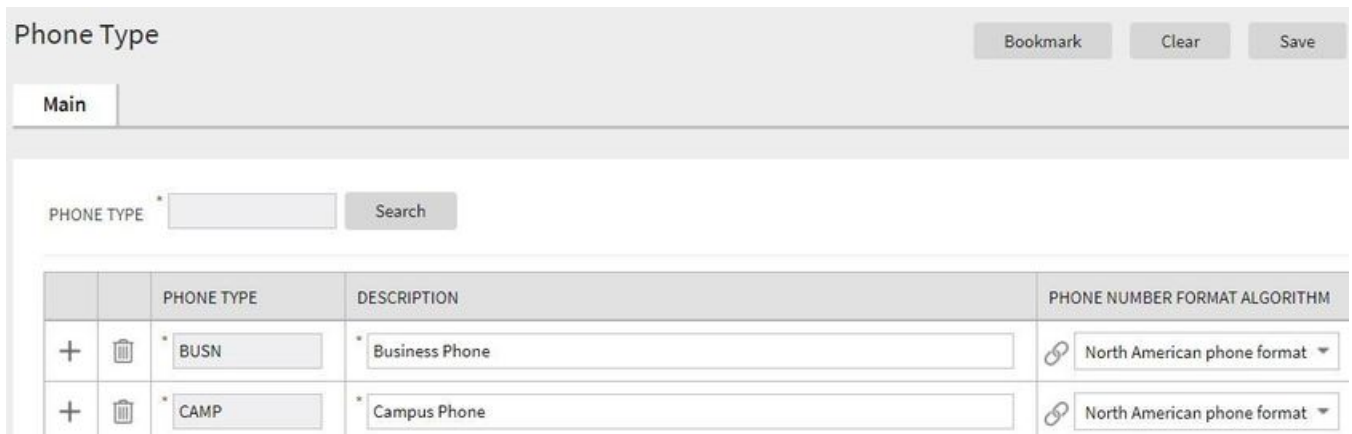 Phone Type
Bookmark Clear Save
Main
PHONE TYPE * Search
PHONE TYPE DESCRIPTION PHONE NUMBER FORMAT ALGORITHM
+ * BUSN * Business Phone North American phone format
+ * CAMP * Campus Phone North American phone format